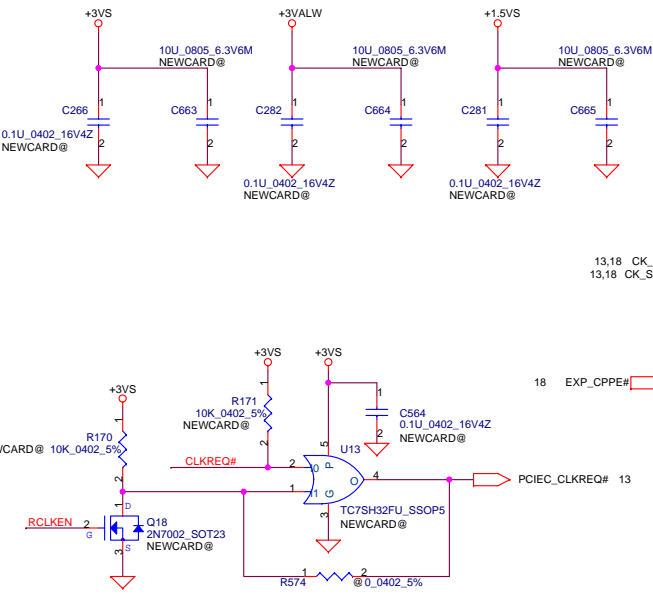 +3VS
+3VALW
+1.5VS
10U_0805_6.3V6M
NEWCARD@
10U_0805_6.3V6M
NEWCARD@
10U_0805_6.3V6M
NEWCARD@
1
1
1
1
1
1
C266
C663
C282
C664
C281
C665
0.1U_0402_16V4Z
NEWCARD@
2
2
2
2
2
2
0.1U_0402_16V4Z
NEWCARD@
0.1U_0402_16V4Z
NEWCARD@
13,18 CK_
13,18 CK_S
+3VS
+3VS
18 EXP_CPPE#
+3VS
1
R171
10K_0402_5%
NEWCARD@
2
1
C564
0.1U_0402_16V4Z
NEWCARD@
2
1
R170
VCARD@ 10K_0402_5%
2
5
U13
CLKREQ#
2
I0
P
1
I1
G
O
4
PCIEC_CLKREQ# 13
3
TC7SH32FU_SSOP5
NEWCARD@
RCLKEN
2
G
1
D
S
3
Q18
2N7002_SOT23
NEWCARD@
1
2
R574
@0_0402_5%